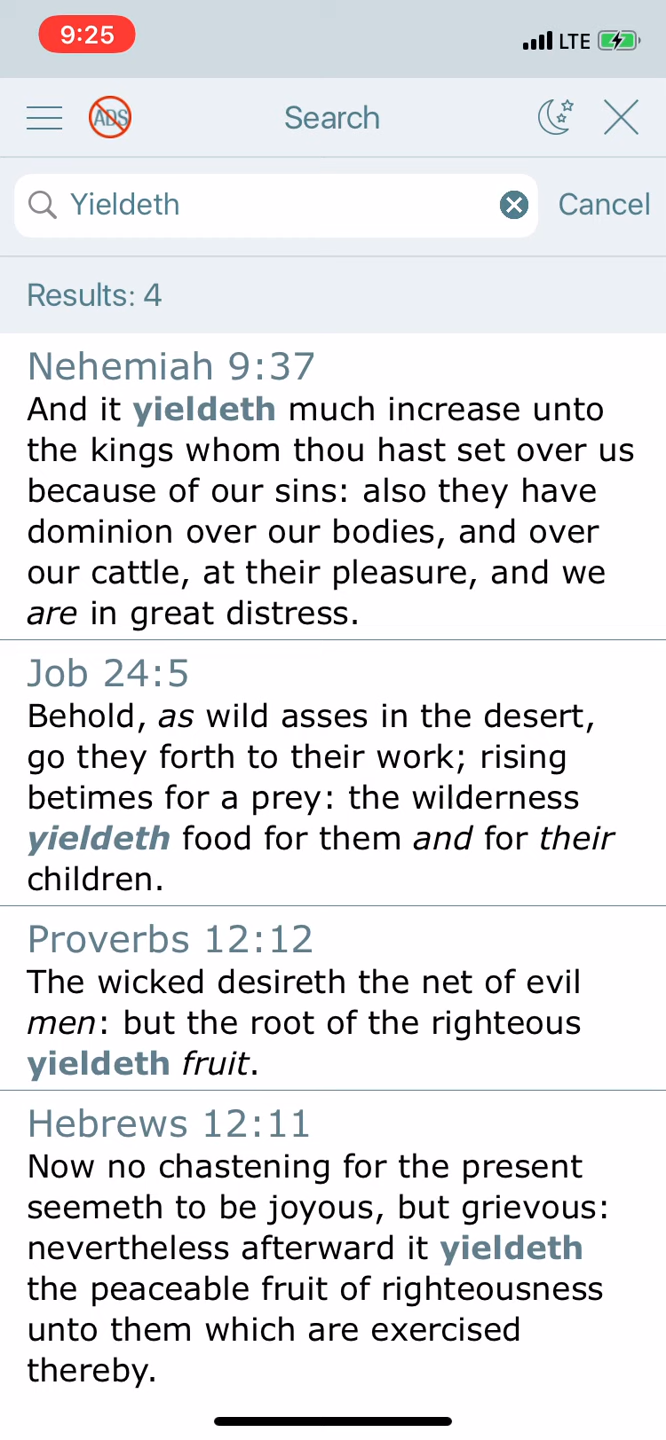 9:25
LTE
ADS
Search
Yieldeth
Cancel
Results: 4
Nehemiah 9:37
And it yieldeth much increase unto
the kings whom thou hast set over us
because of our sins: also they have
dominion over our bodies, and over
our cattle, at their pleasure, and we
are in great distress.
Job 24:5
Behold, as wild asses in the desert,
go they forth to their work; rising
betimes for a prey: the wilderness
yieldeth food for them and for their
children.
Proverbs 12:12
The wicked desireth the net of evil
men: but the root of the righteous
yieldeth fruit.
Hebrews 12:11
Now no chastening for the present
seemeth to be joyous, but grievous:
nevertheless afterward it yieldeth
the peaceable fruit of righteousness
unto them which are exercised
thereby.